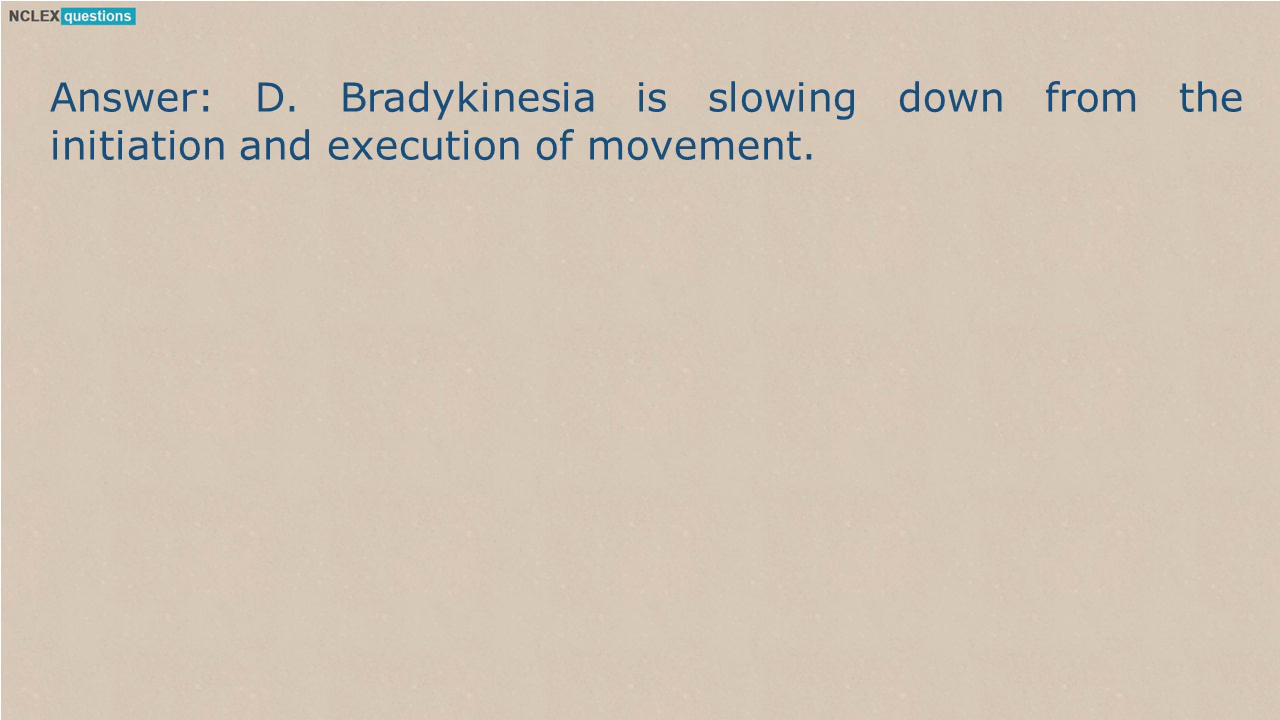 NCLEX questions
Answer: D. Bradykinesia is slowing down from the
initiation and execution of movement.